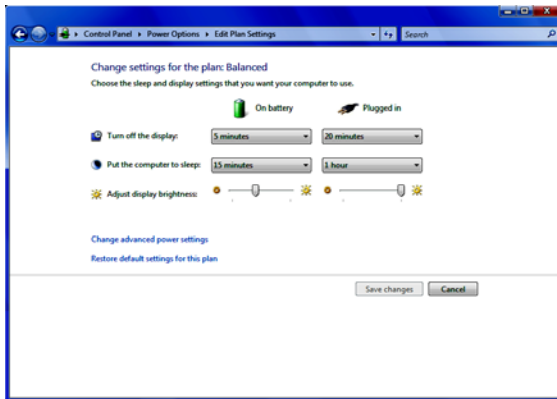 Control Panel ▸ Power Options ▸ Edit Plan Settings Search
Change settings for the plan: Balanced
Choose the sleep and display settings that you want your computer to use.
On battery Plugged in
Turn off the display: 5 minutes 20 minutes
Put the computer to sleep: 15 minutes 1 hour
Adjust display brightness:
Change advanced power settings
Restore default settings for this plan
Save changes Cancel